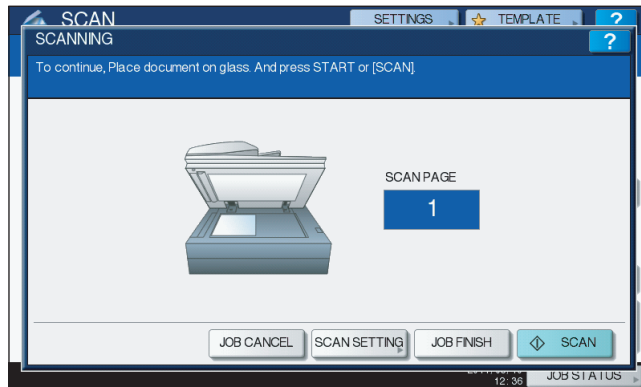 SCAN
SETTINGS
TEMPLATE
?
SCANNING
?
To continue, Place document on glass. And press START or [SCAN].
SCAN PAGE
1
JOB CANCEL
SCAN SETTING
JOB FINISH
SCAN
12:36
JOB STATUS